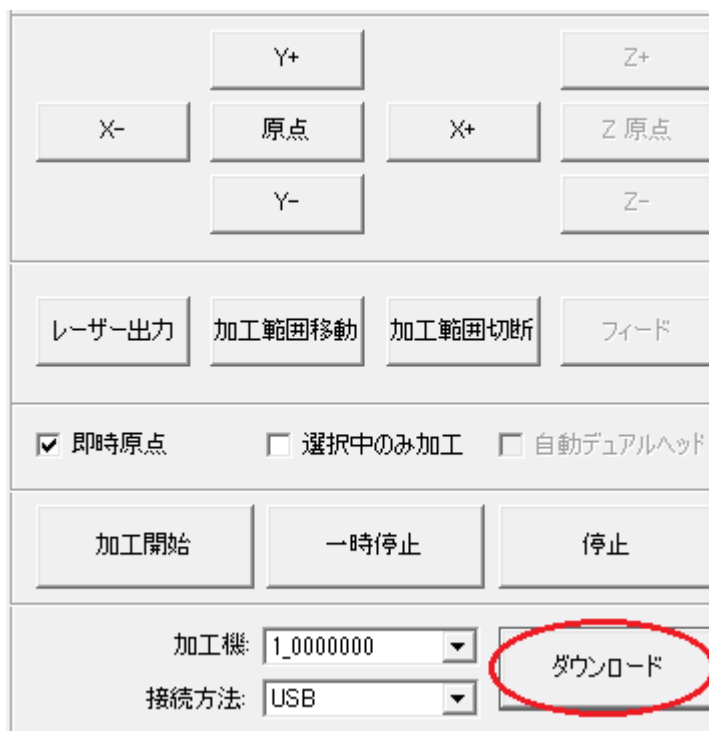 Y+ Z+
X- 原点 X+ Z 原点
Y- Z-
レーザー出力 加工範囲移動 加工範囲切断 フィード
即時原点 選択中のみ加工 自動デュアルヘッド
加工開始 一時停止 停止
加工機: 1_0000000 ダウンロード
接続方法: USB